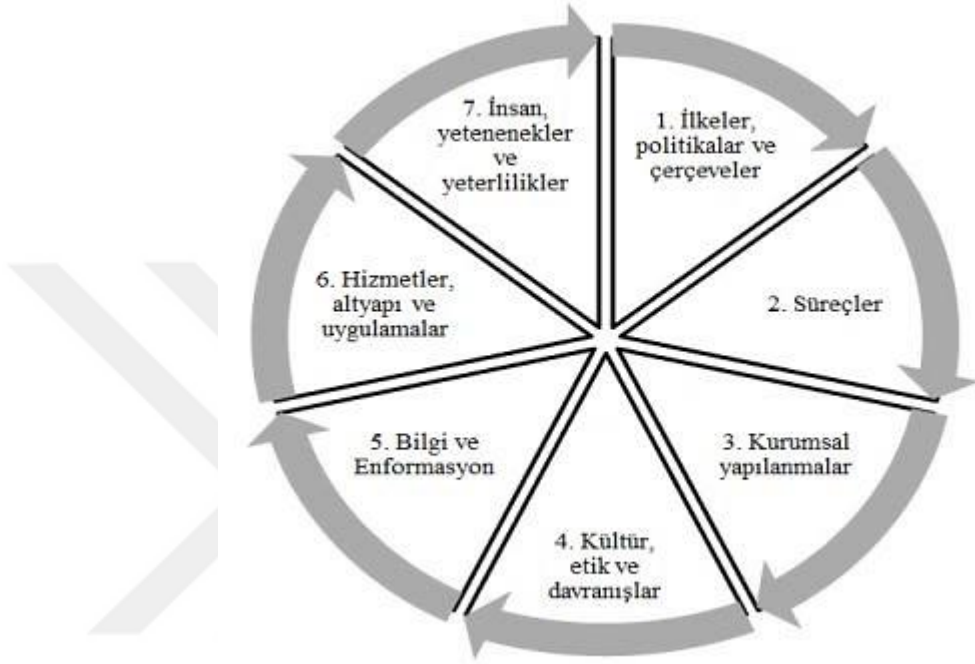 1. İlkeler,
politikalar ve
çerçeveler
2. Süreçler
3. Kurumsal
yapılanmalar
4. Kültür,
etik ve
davranışlar
5. Bilgi ve
Enformasyon
6. Hizmetler,
altyapı ve
uygulamalar
7. İnsan,
yetenenekler
ve
yeterlilikler